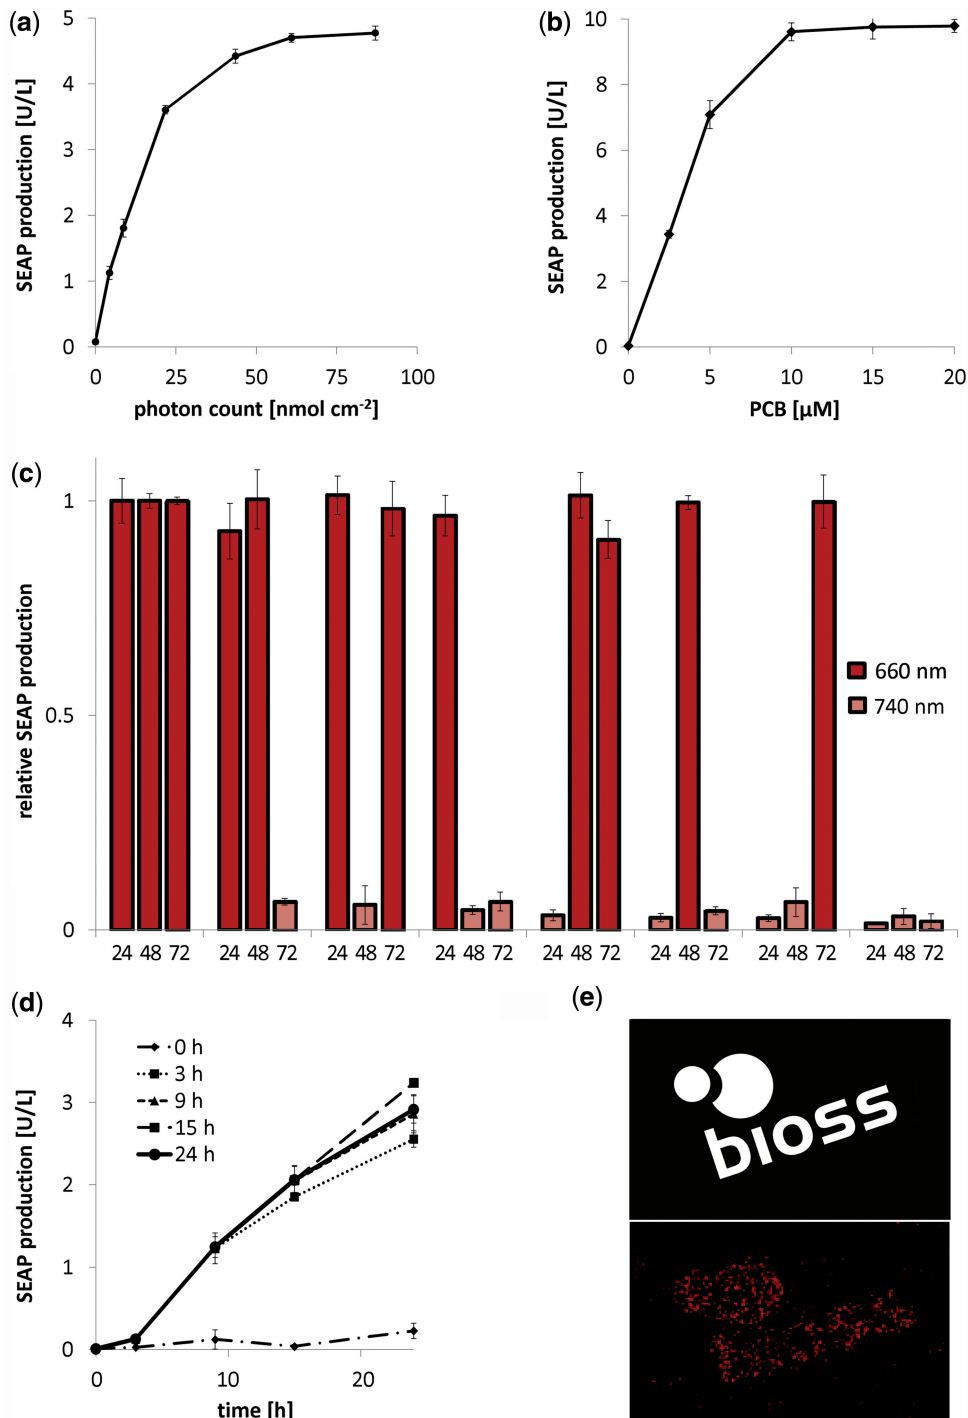 (a)
SEAP production [U/L]
5
4
3
2
1
0
0 25 50 75 100
photon count [nmol cm-2]
(b)
SEAP production [U/L]
10
8
6
4
2
0
0 5 10 15 20
PCB [µM]
(c)
relative SEAP production
1
0.5
0
660 nm
740 nm
24 48 72 24 48 72 24 48 72 24 48 72 24 48 72 24 48 72 24 48 72 24 48 72
(d)
SEAP production [U/L]
4
3
2
1
0
0 h
3 h
9 h
15 h
24 h
0 10 20
time [h]
(e)
bioss